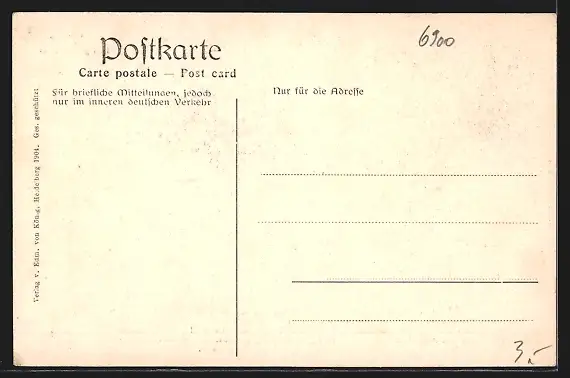 6900
Postkarte
Carte postale — Post card
Für briefliche Mitteilungen, jedoch
nur im inneren deutschen Verkehr
Nur für die Adresse
Verlag v. Edm. von König, Heidelberg 1904. Ges. geschützt
3,-